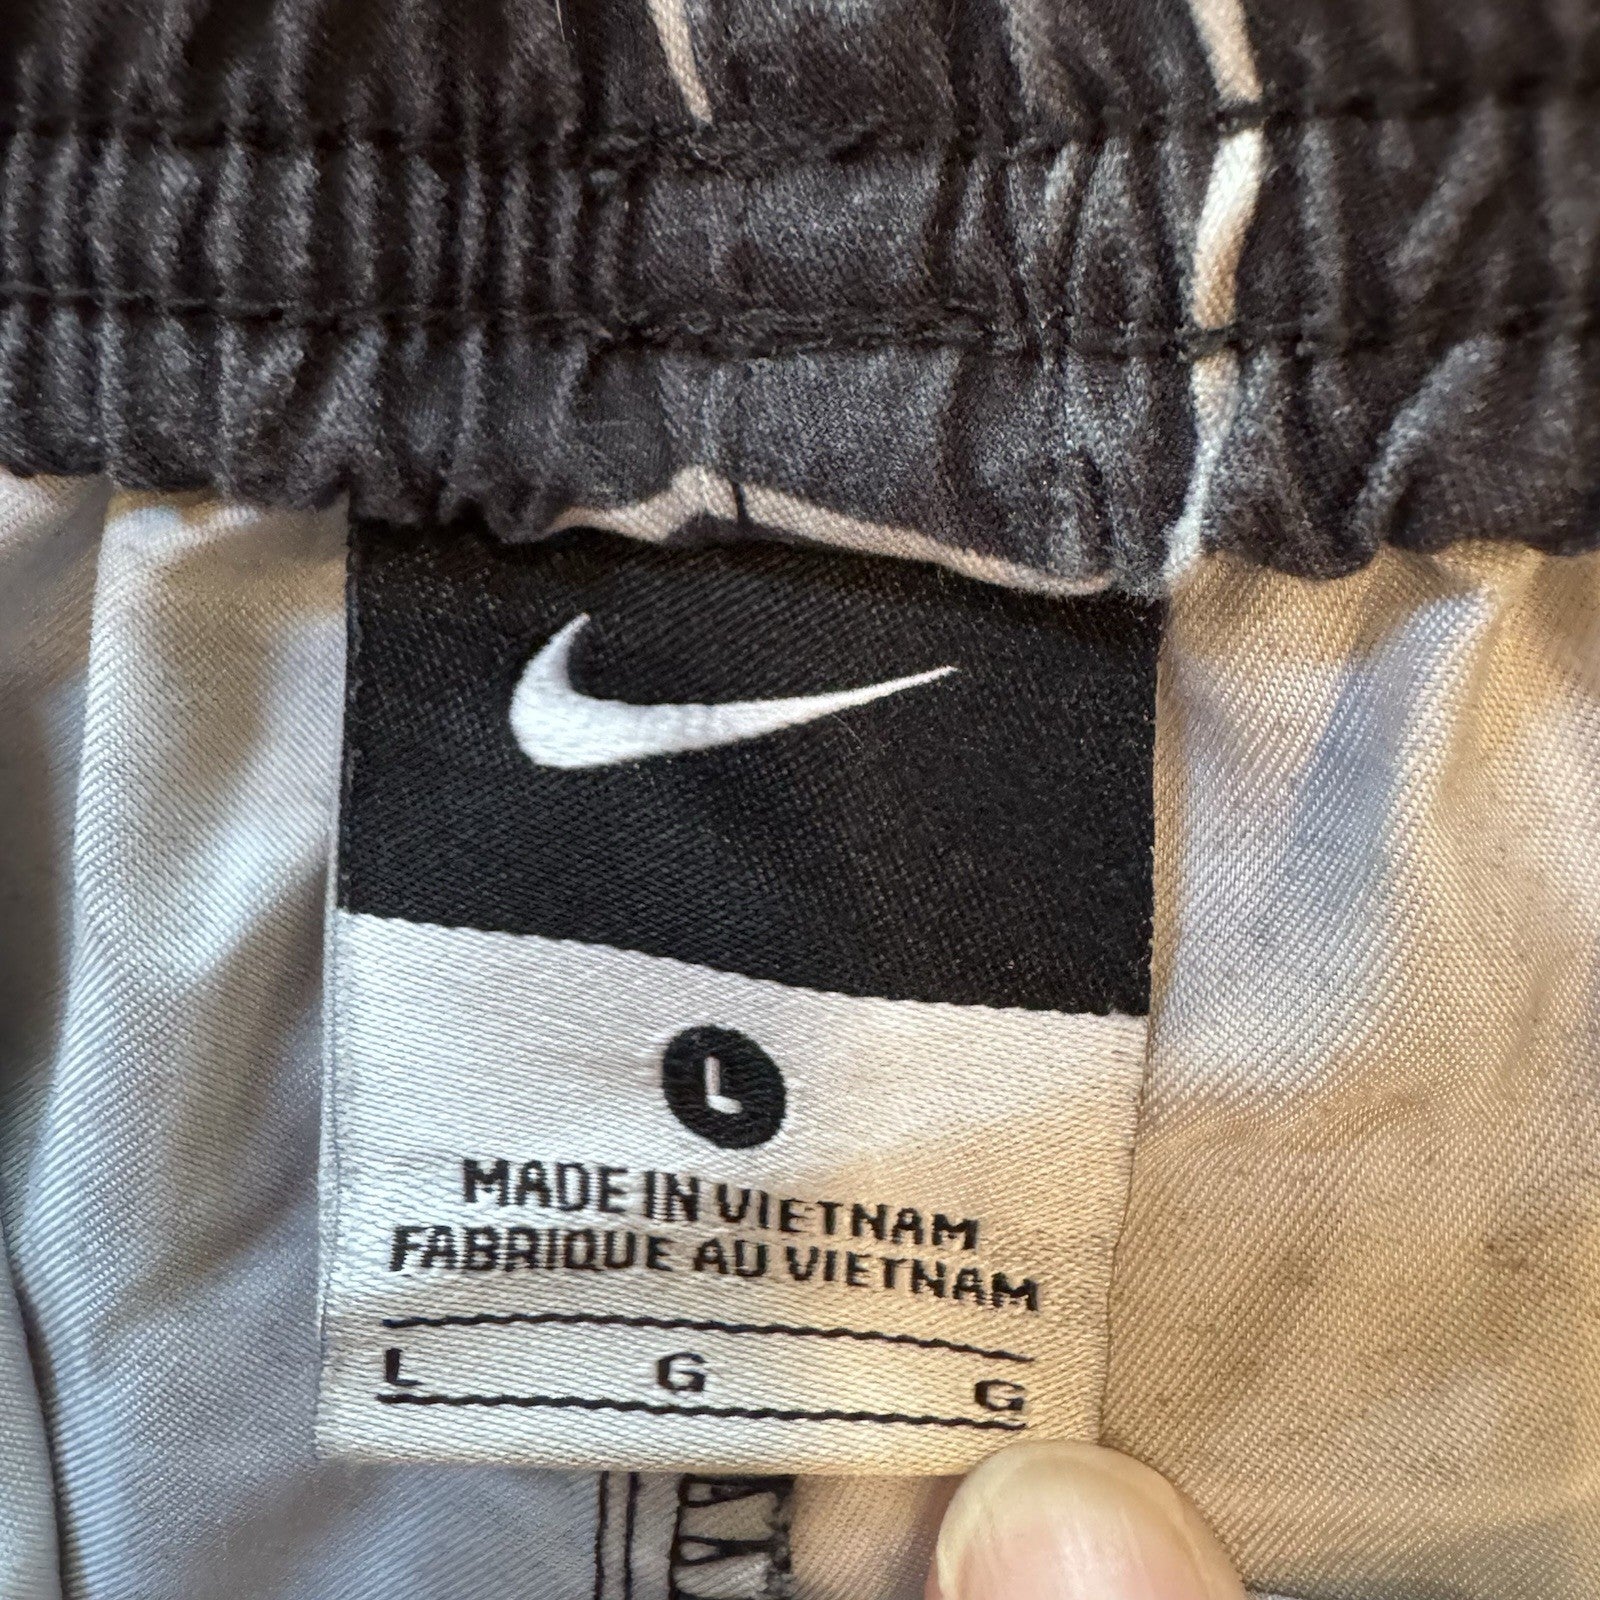 L
MADE IN VIETNAM
FABRIQUE AU VIETNAM
L G G